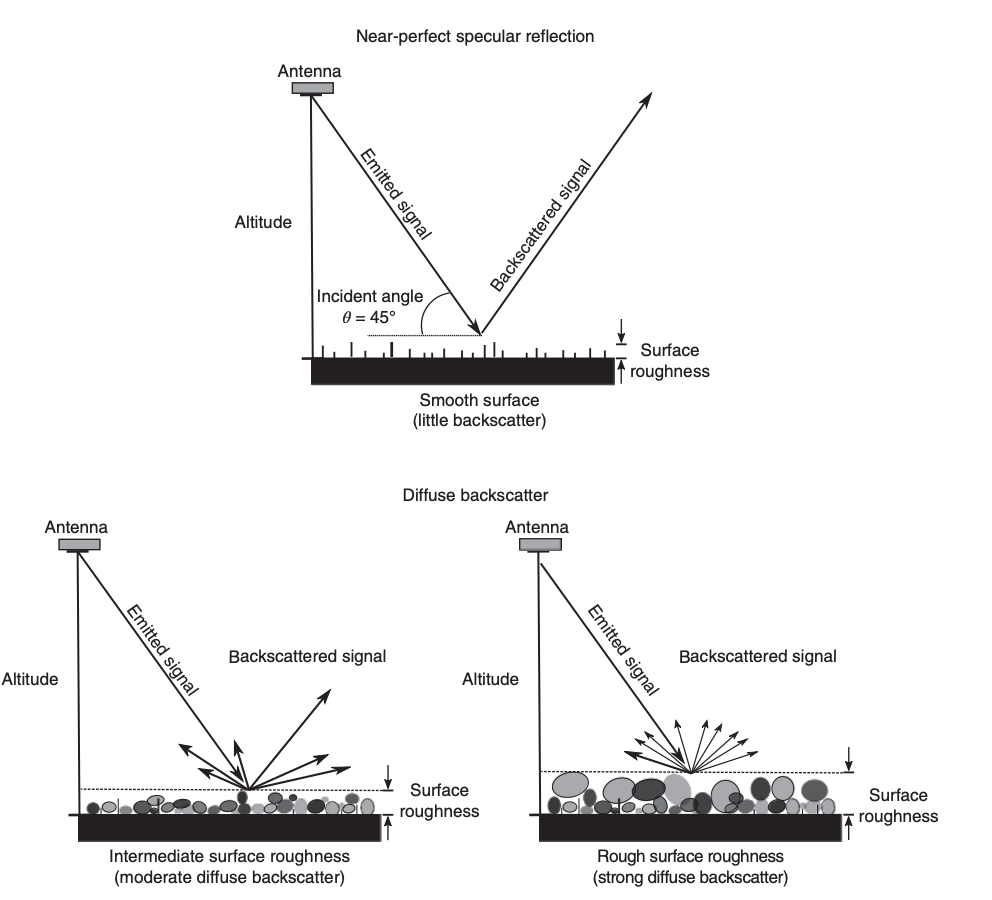 Near-perfect specular reflection
Antenna
Emitted signal
Backscattered signal
Altitude
Incident angle
θ = 45°
Surface
roughness
Smooth surface
(little backscatter)
Diffuse backscatter
Antenna
Emitted signal
Backscattered signal
Altitude
Surface
roughness
Intermediate surface roughness
(moderate diffuse backscatter)
Antenna
Emitted signal
Backscattered signal
Altitude
Surface
roughness
Rough surface roughness
(strong diffuse backscatter)